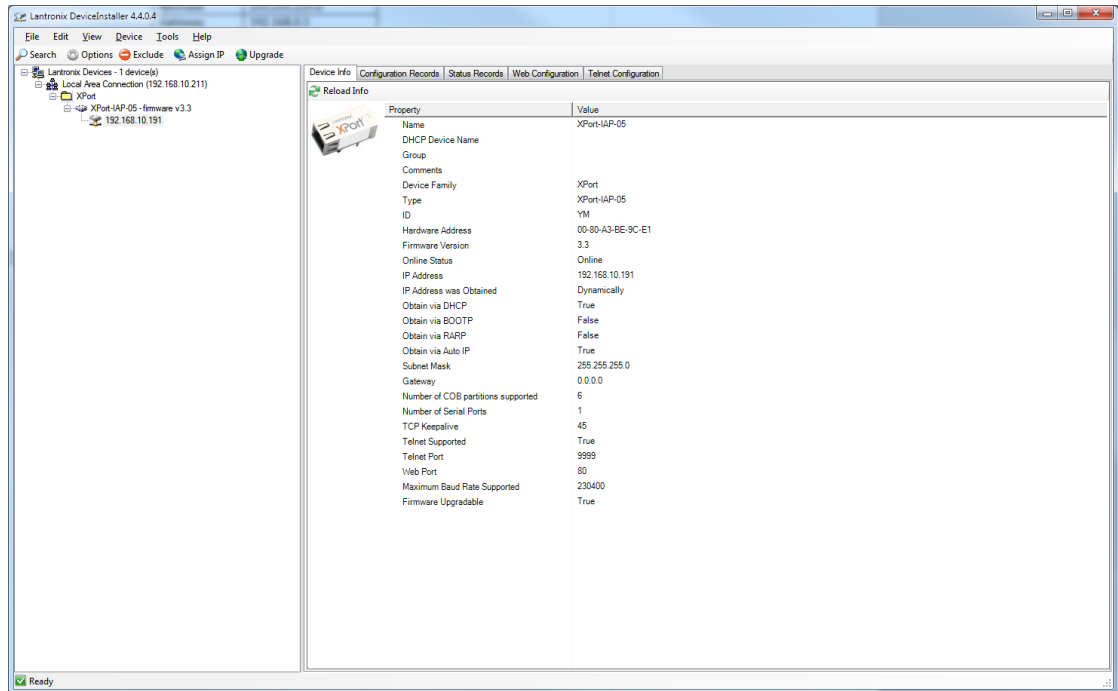 Lantronix DeviceInstaller 4.4.0.4
File Edit View Device Tools Help
Search Options Exclude Assign IP Upgrade
Lantronix Devices - 1 device(s)
Local Area Connection (192.168.10.211)
XPort
XPort-IAP-05 - firmware v3.3
192.168.10.191
Device Info Configuration Records Status Records Web Configuration Telnet Configuration
Reload Info
XPort
Property Value
Name XPort-IAP-05
DHCP Device Name
Group
Comments
Device Family XPort
Type XPort-IAP-05
ID YM
Hardware Address 00-80-A3-BE-9C-E1
Firmware Version 3.3
Online Status Online
IP Address 192.168.10.191
IP Address was Obtained Dynamically
Obtain via DHCP True
Obtain via BOOTP False
Obtain via RARP False
Obtain via Auto IP True
Subnet Mask 255.255.255.0
Gateway 0.0.0.0
Number of COB partitions supported 6
Number of Serial Ports 1
TCP Keepalive 45
Telnet Supported True
Telnet Port 9999
Web Port 80
Maximum Baud Rate Supported 230400
Firmware Upgradable True
Ready